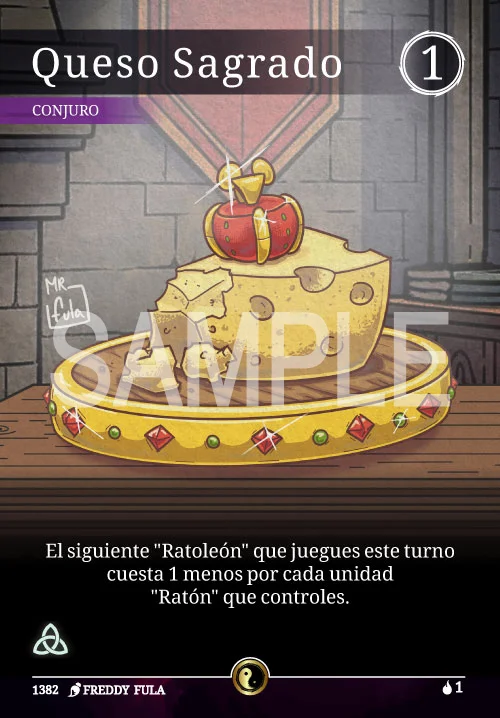 Queso Sagrado
1
CONJURO
MR
fula
SAMPLE
El siguiente "Ratoleón" que juegues este turno
cuesta 1 menos por cada unidad
"Ratón" que controles.
1382 FREDDY FULA
1